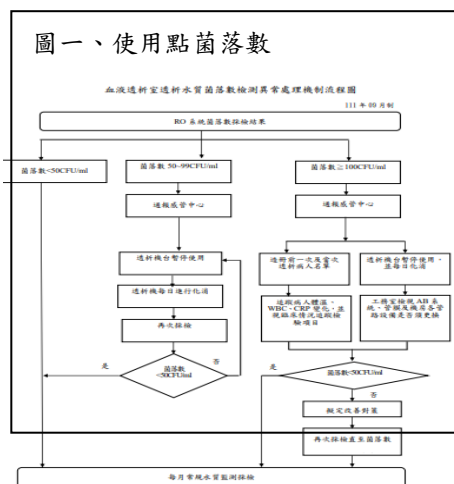 圖一、使用點菌落數
血液透析室透析水質菌落數檢測異常處理機制流程圖
111 年 00 月制
RO 系統菌落數採檢結果
菌落數<50CFU/ml
菌落數 50~99CFU/ml
菌落數≧100CFU/ml
通報感管中心
通報感管中心
透析機台暫停使用
透析機每日進行化消
再次採檢
造冊前一次及當次
透析病人名單
透析機台暫停使用，
並每日化消
追蹤病人體溫、
WBC、CRP 變化，並
視臨床情況追蹤檢
驗項目
工務室檢視 AB 系
統、管線及機房各管
路設備是否須更換
是
菌落數
<50CFU/ml
否
是
菌落數<50CFU/ml
否
擬定改善對策
再次採檢直至菌落數
每月常規水質監測採檢